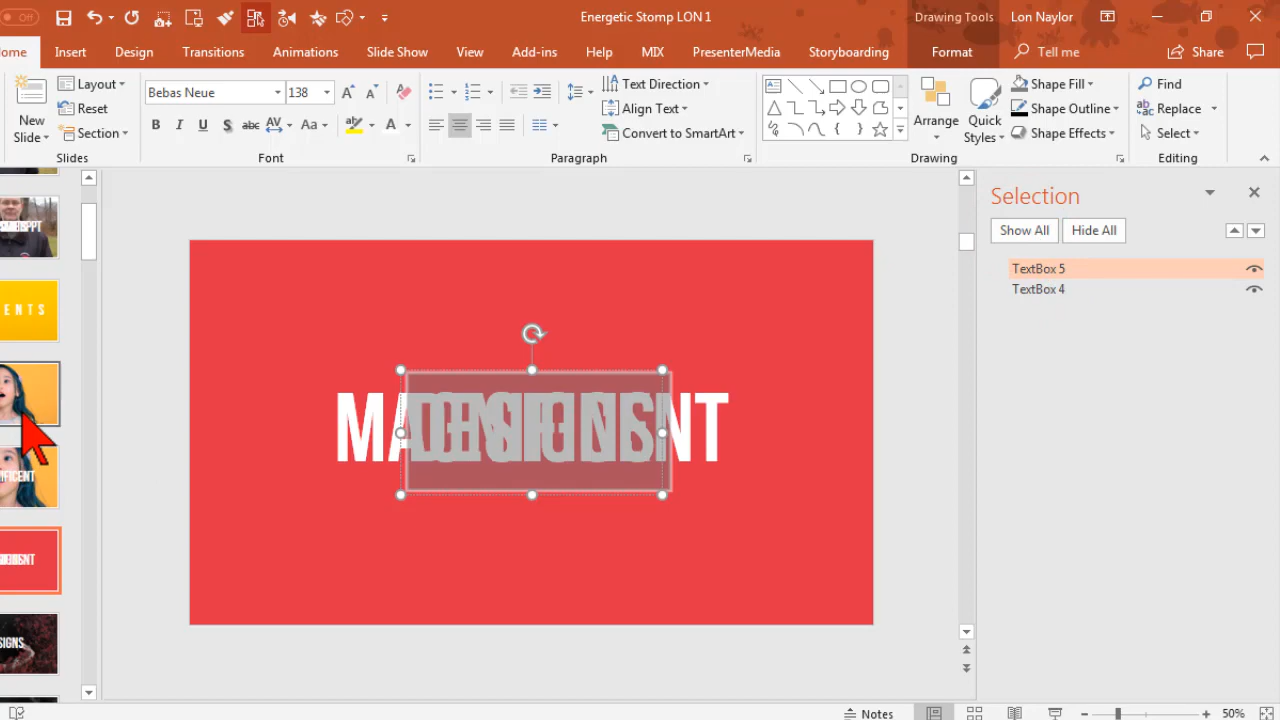 Off
Energetic Stomp LON 1
Drawing Tools
Lon Naylor
ome
Insert
Design
Transitions
Animations
Slide Show
View
Add-ins
Help
MIX
PresenterMedia
Storyboarding
Format
Tell me
Share
New
Slide
Layout
Reset
Section
Slides
Bebas Neue
138
B
I
U
S
abc
AV
Aa
A
Font
Text Direction
Align Text
Convert to SmartArt
Paragraph
Arrange
Quick
Styles
Shape Fill
Shape Outline
Shape Effects
Drawing
Find
Replace
Select
Editing
ENTS
IFICENT
SIGNS
Selection
Show All
Hide All
TextBox 5
TextBox 4
Notes
50%